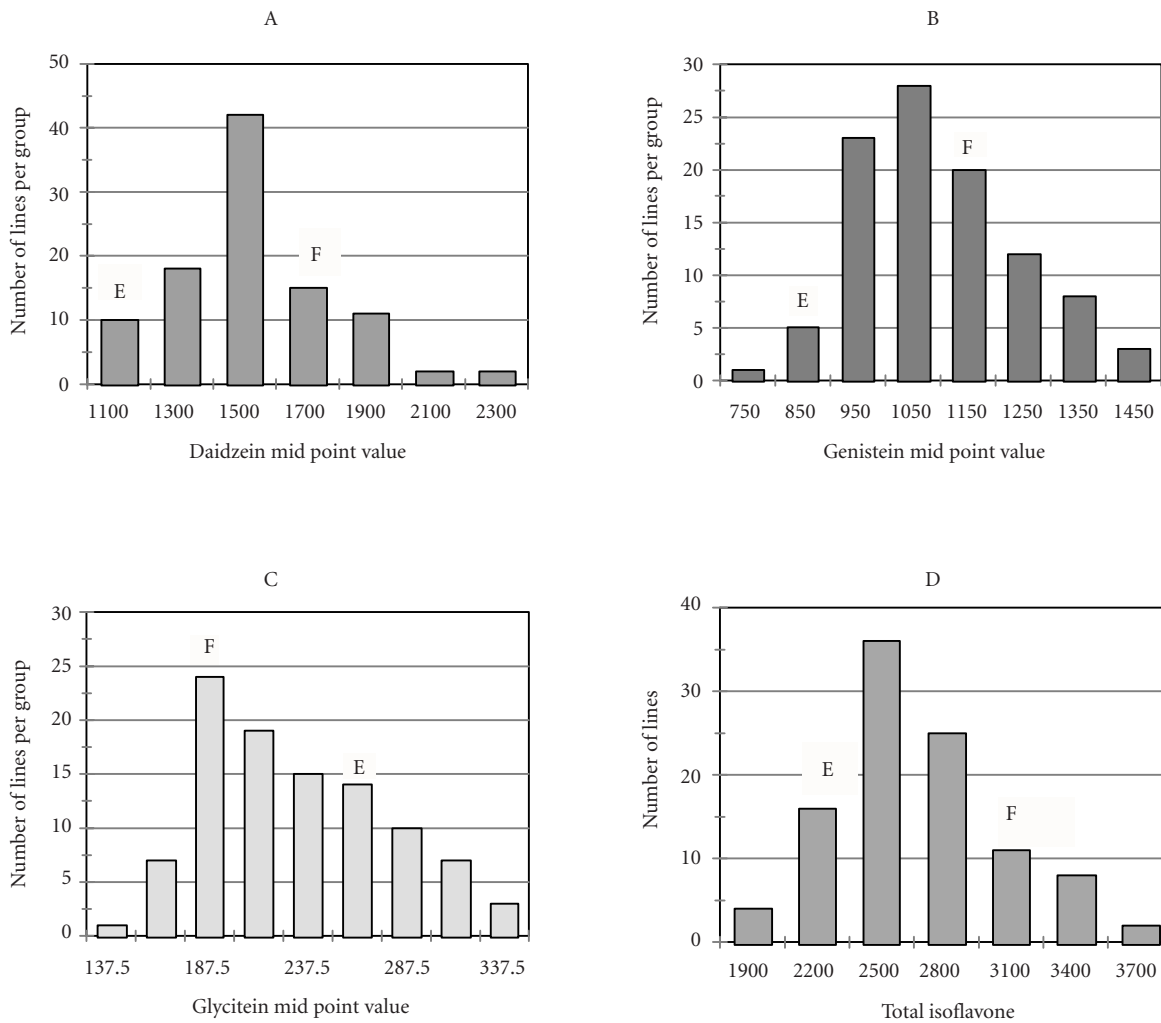 A
Number of lines per group
50
40
30
20
10
0
E
F
1100 1300 1500 1700 1900 2100 2300
Daidzein mid point value
B
Number of lines per group
30
25
20
15
10
5
0
E
F
750 850 950 1050 1150 1250 1350 1450
Genistein mid point value
C
Number of lines per group
30
25
20
15
10
5
0
F
E
137.5 187.5 237.5 287.5 337.5
Glycitein mid point value
D
Number of lines
40
30
20
10
0
E
F
1900 2200 2500 2800 3100 3400 3700
Total isoflavone